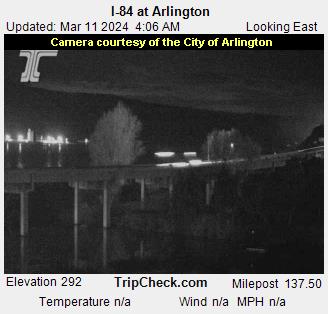 I-84 at Arlington
Updated: Mar 11 2024 4:06 AM Looking East
Camera courtesy of the City of Arlington
Elevation 292 TripCheck.com Milepost 137.50
Temperature n/a Wind n/a MPH n/a